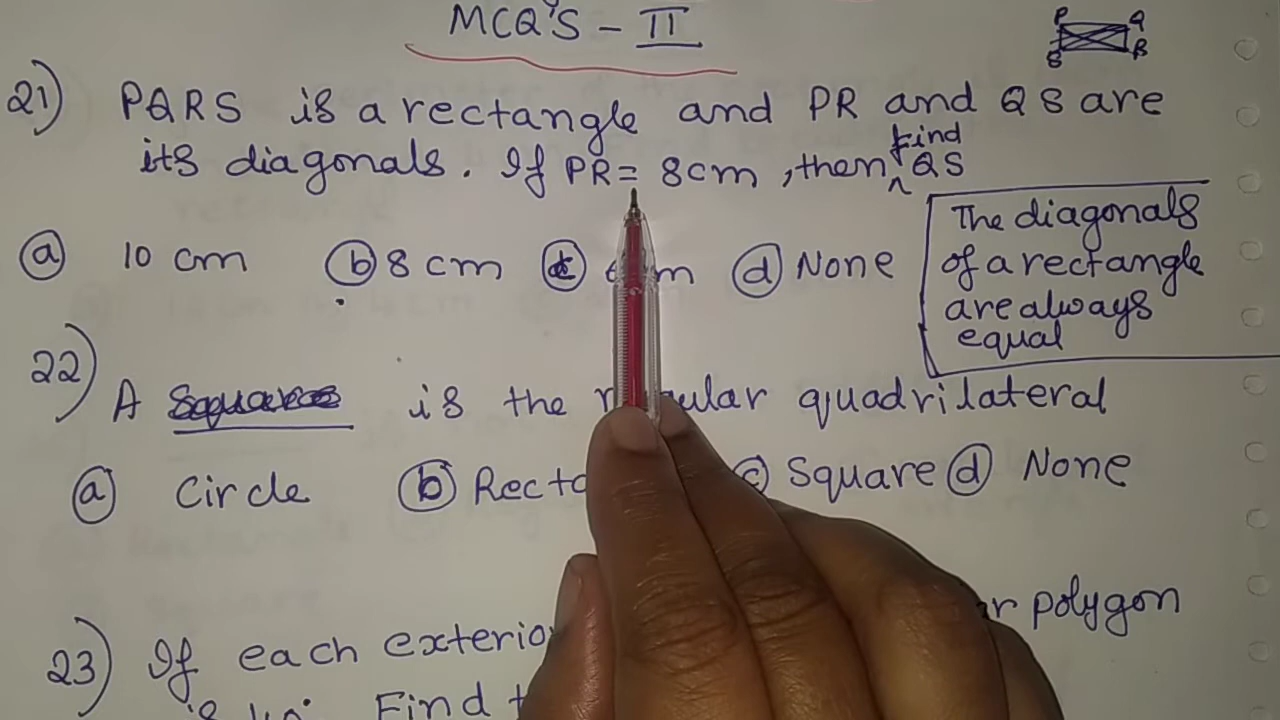 MCQ'S - II
P Q
S R
21) PQRS is a rectangle and PR and QS are
its diagonals. If PR = 8cm, then find QS
a 10 cm b 8 cm c d None
The diagonals
of a rectangle
are always
equal
22) A Square is the regular quadrilateral
a Circle b c Square d None
23) If each polygon
is Find